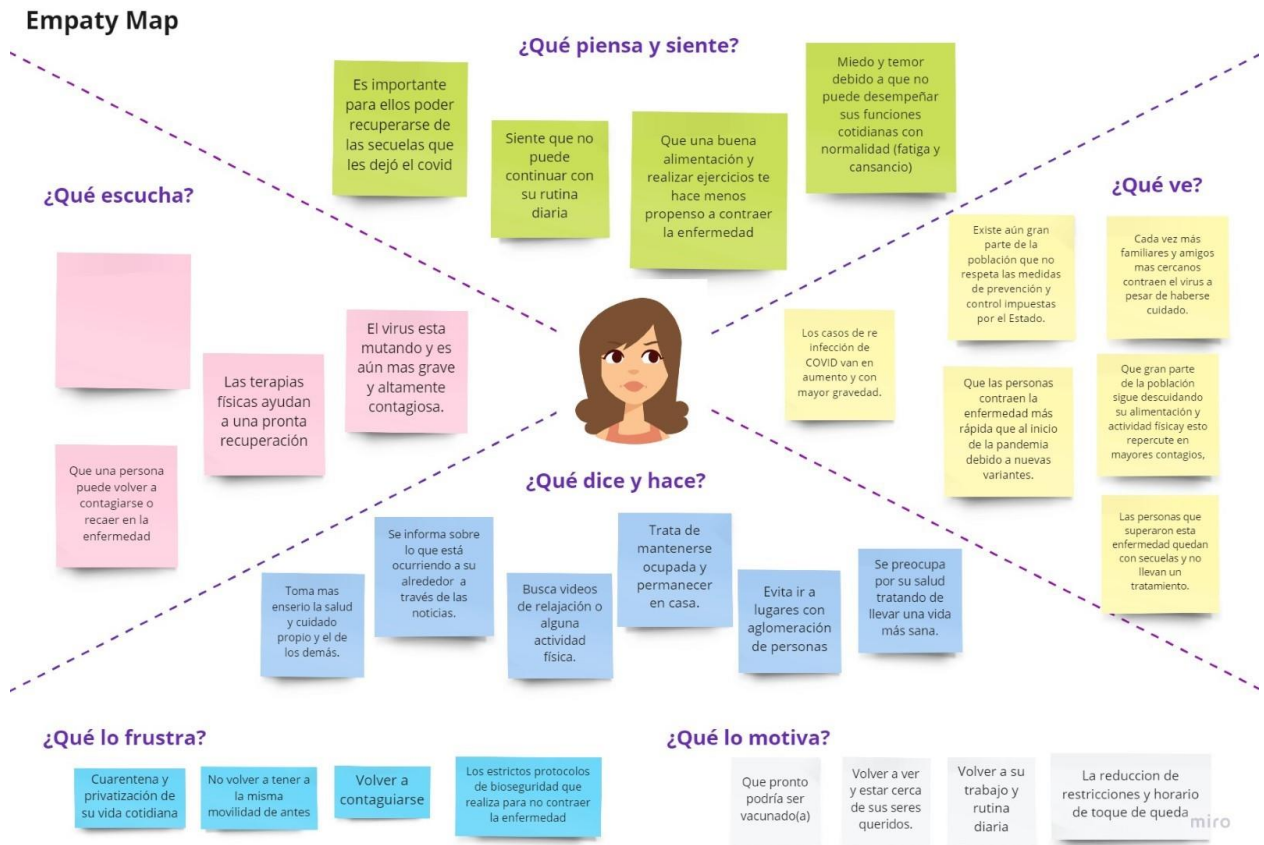 Empaty Map
¿Qué piensa y siente?
Es importante
para ellos poder
recuperarse de
las secuelas que
les dejó el covid
Siente que no
puede
continuar con
su rutina
diaria
Que una buena
alimentación y
realizar ejercicios te
hace menos
propenso a contraer
la enfermedad
Miedo y temor
debido a que no
puede desempeñar
sus funciones
cotidianas con
normalidad (fatiga y
cansancio)
¿Qué escucha?
Las terapias
físicas ayudan
a una pronta
recuperación
El virus esta
mutando y es
aún mas grave
y altamente
contagiosa.
Que una persona
puede volver a
contagiarse o
recaer en la
enfermedad
¿Qué ve?
Existe aún gran
parte de la
población que no
respeta las medidas
de prevención y
control impuestas
por el Estado.
Cada vez más
familiares y amigos
mas cercanos
contraen el virus a
pesar de haberse
cuidado.
Los casos de re
infección de
COVID van en
aumento y con
mayor gravedad.
Que las personas
contraen la
enfermedad más
rápida que al inicio
de la pandemia
debido a nuevas
variantes.
Que gran parte
de la población
sigue descuidando
su alimentación y
actividad físicay esto
repercute en
mayores contagios,
Las personas que
superaron esta
enfermedad quedan
con secuelas y no
llevan un
tratamiento.
¿Qué dice y hace?
Toma mas
enserio la salud
y cuidado
propio y el de
los demás.
Se informa sobre
lo que está
ocurriendo a su
alrededor a
través de las
noticias.
Busca videos
de relajación o
alguna
actividad
física.
Trata de
mantenerse
ocupada y
permanecer
en casa.
Evita ir a
lugares con
aglomeración
de personas
Se preocupa
por su salud
tratando de
llevar una vida
más sana.
¿Qué lo frustra?
Cuarentena y
privatización de
su vida cotidiana
No volver a tener a
la misma
movilidad de antes
Volver a
contaguiarse
Los estrictos protocolos
de bioseguridad que
realiza para no contraer
la enfermedad
¿Qué lo motiva?
Que pronto
podría ser
vacunado(a)
Volver a ver
y estar cerca
de sus seres
queridos.
Volver a su
trabajo y
rutina
diaria
La reduccion de
restricciones y horario
de toque de queda
miro